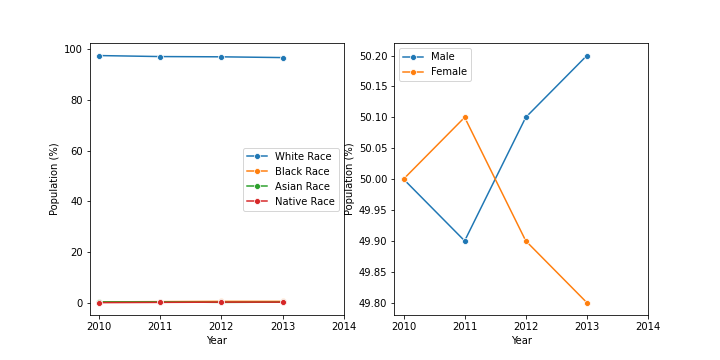 100
80
60
40
20
0
Population (%)
2010 2011 2012 2013 2014
Year
White Race
Black Race
Asian Race
Native Race
50.20
50.15
50.10
50.05
50.00
49.95
49.90
49.85
49.80
Population (%)
2010 2011 2012 2013 2014
Year
Male
Female